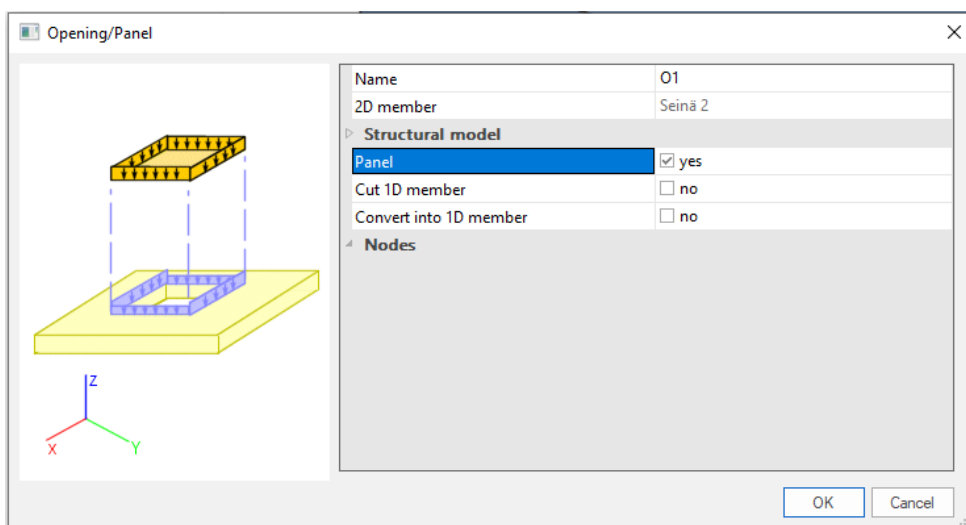 Opening/Panel
Name O1
2D member Seinä 2
Structural model
Panel yes
Cut 1D member no
Convert into 1D member no
Nodes
Z
X Y
OK Cancel